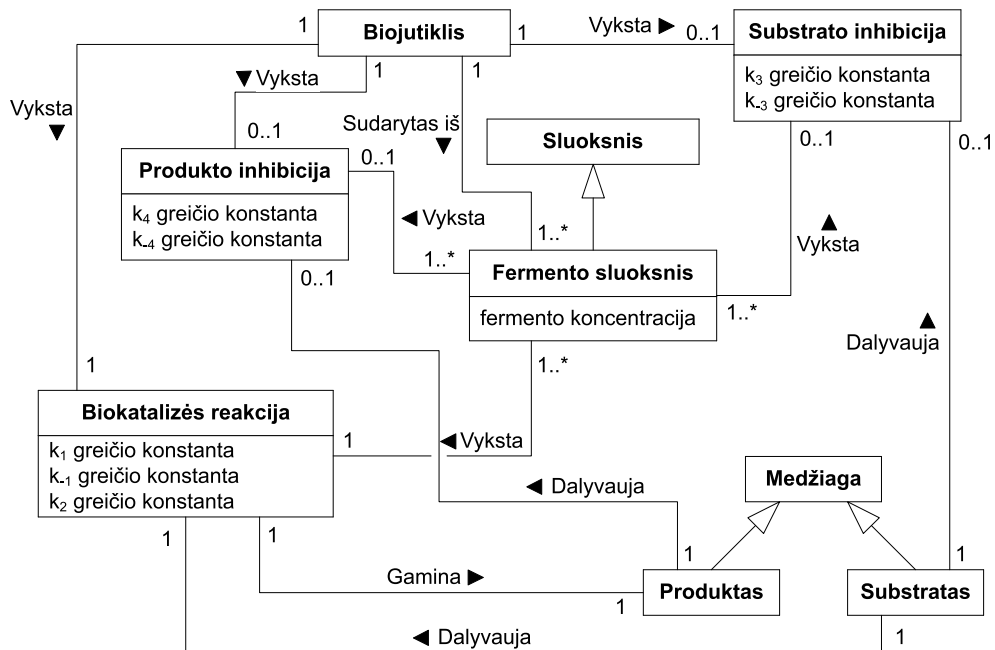 1 Biojutiklis 1 Vyksta ► 0..1 Substrato inhibicija
k3 greičio konstanta
k-3 greičio konstanta
1 1
▼ Vyksta
Vyksta ▼
Sudarytas iš ▼
0..1
0..1
0..1
0..1
Sluoksnis
Produkto inhibicija
k4 greičio konstanta
k-4 greičio konstanta
◄ Vyksta
1..*
1..*
Vyksta ▲
0..1
Fermento sluoksnis
fermento koncentracija
1..*
1..*
Dalyvauja ▲
1
Biokatalizės reakcija
k1 greičio konstanta
k-1 greičio konstanta
k2 greičio konstanta
1
◄ Vyksta
Medžiaga
◄ Dalyvauja
1 1
1 1
Gamina ►
1
Produktas
Substratas
◄ Dalyvauja
1